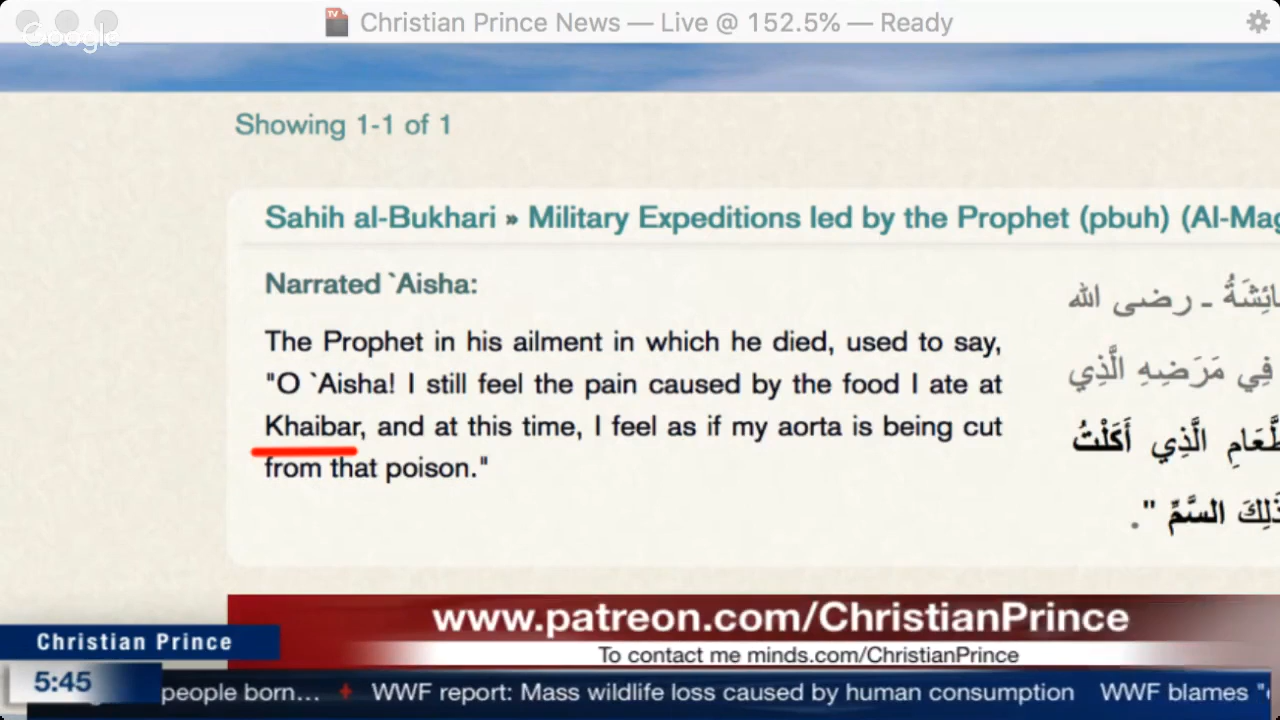 Christian Prince News — Live @ 152.5% — Ready
Google
Showing 1-1 of 1
Sahih al-Bukhari » Military Expeditions led by the Prophet (pbuh) (Al-Mag
Narrated `Aisha:
The Prophet in his ailment in which he died, used to say,
"O `Aisha! I still feel the pain caused by the food I ate at
Khaibar, and at this time, I feel as if my aorta is being cut
from that poison."
ـ رضى الله
فِي مَرَضِهِ الَّذِي
الَّذِي أَكَلْتُ
السَّمِّ ".
www.patreon.com/ChristianPrince
To contact me minds.com/ChristianPrince
Christian Prince
5:45
people born... WWF report: Mass wildlife loss caused by human consumption WWF blames